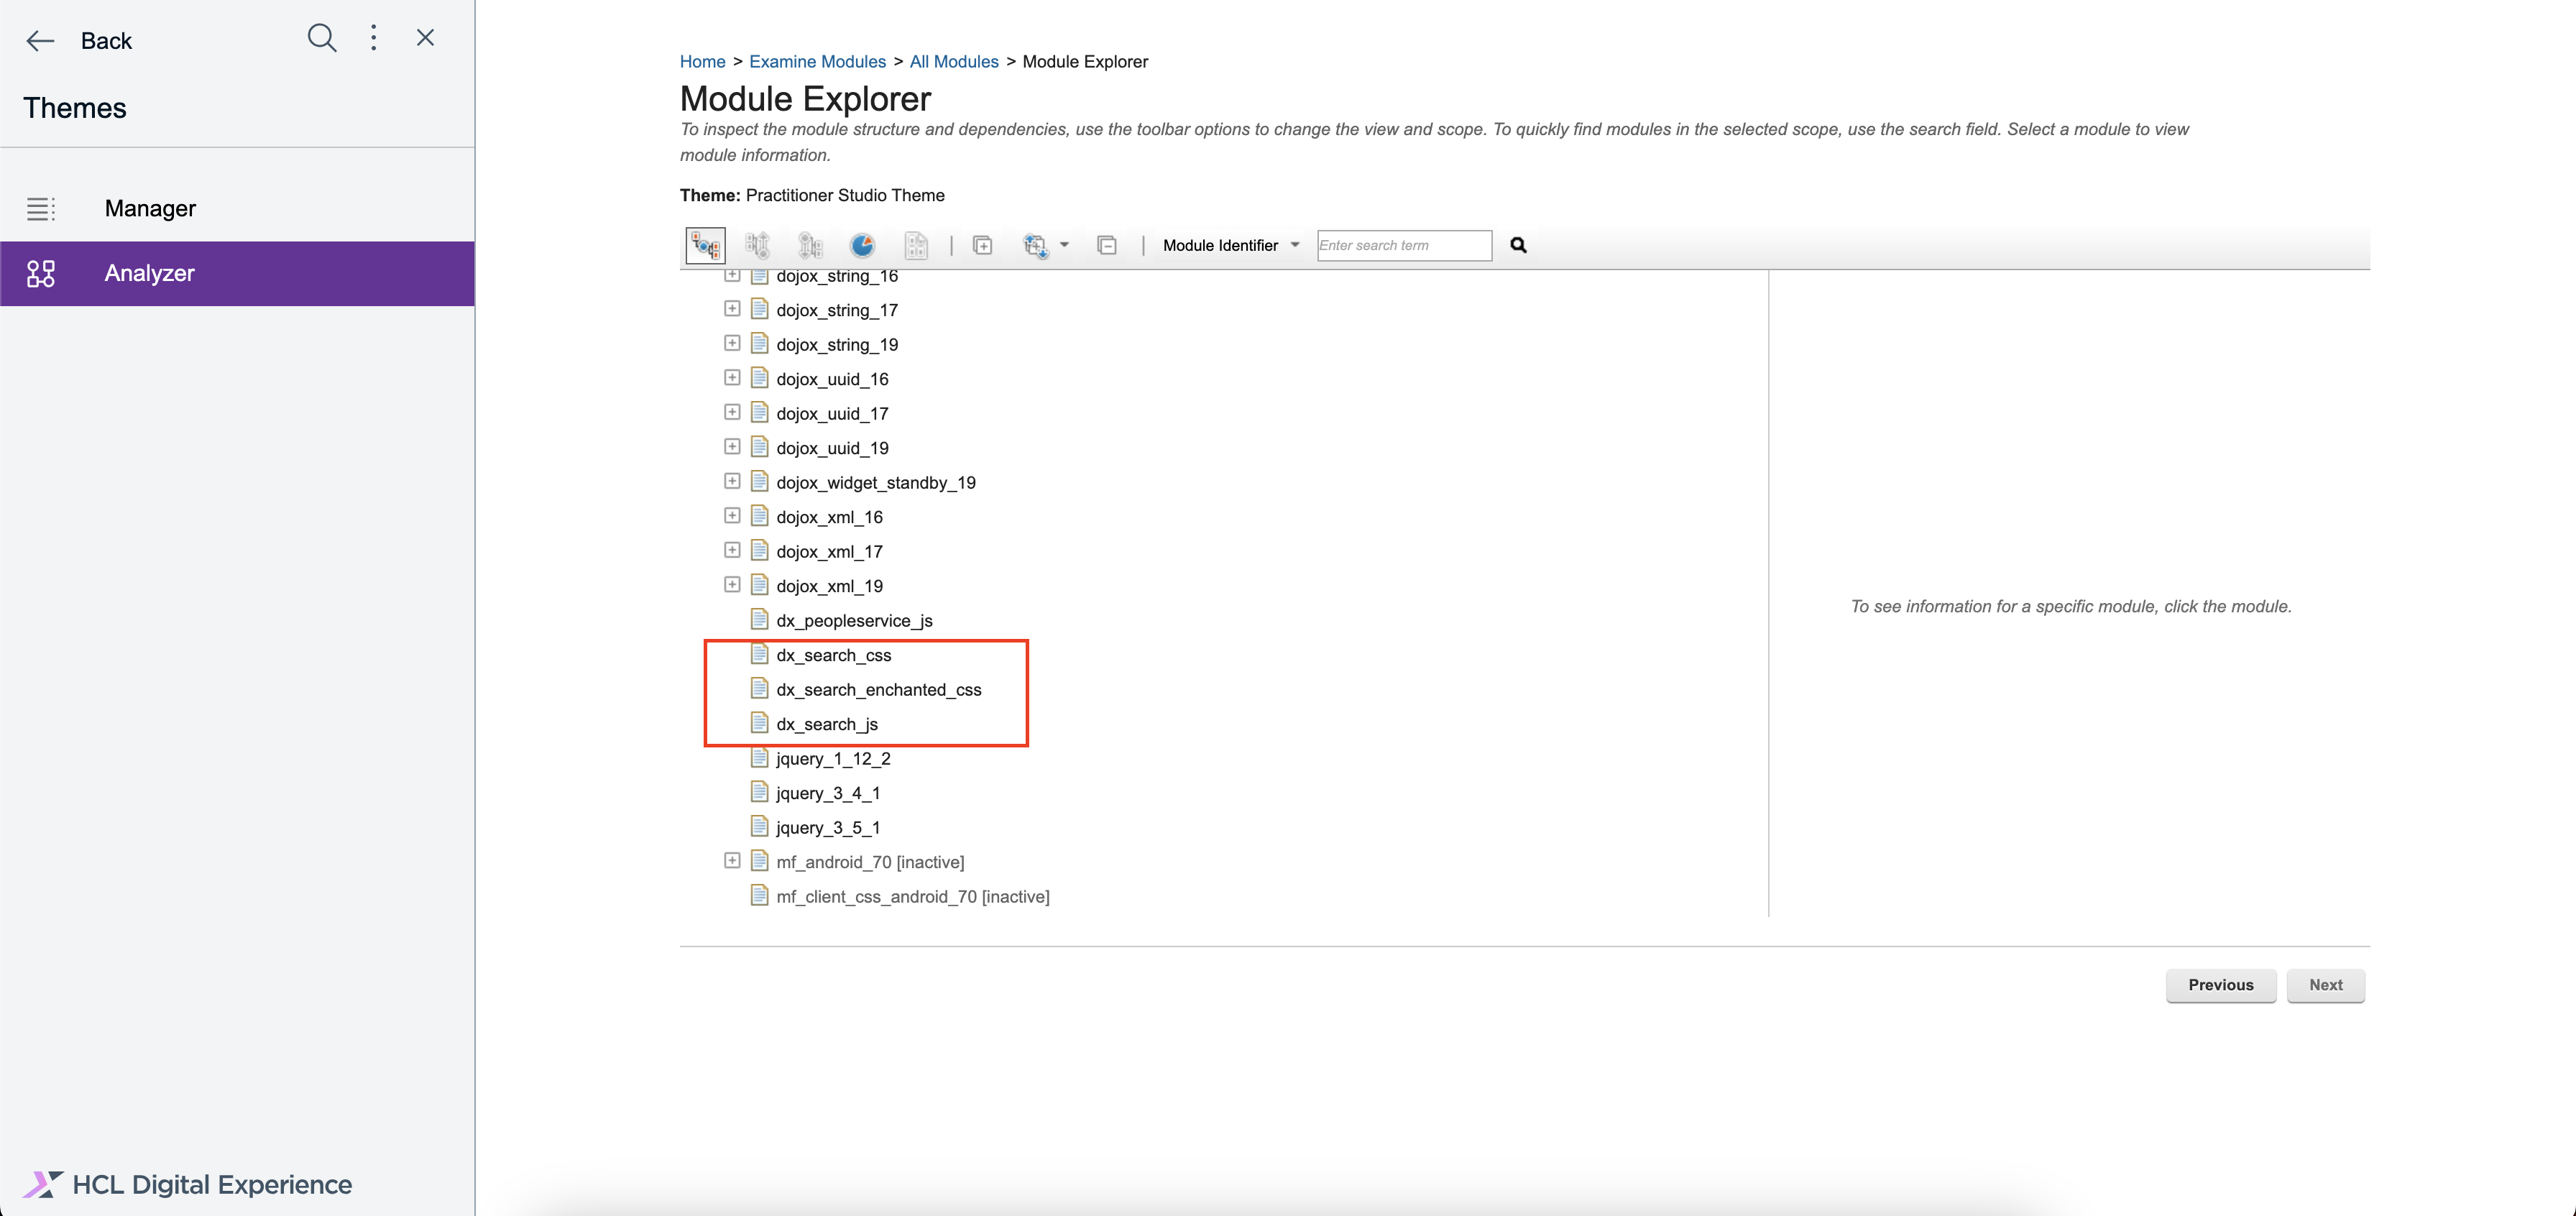 Back
Themes
Manager
Analyzer
HCL Digital Experience
Home > Examine Modules > All Modules > Module Explorer
Module Explorer
To inspect the module structure and dependencies, use the toolbar options to change the view and scope. To quickly find modules in the selected scope, use the search field. Select a module to view
module information.
Theme: Practitioner Studio Theme
Module Identifier
Enter search term
dojox_string_16
dojox_string_17
dojox_string_19
dojox_uuid_16
dojox_uuid_17
dojox_uuid_19
dojox_widget_standby_19
dojox_xml_16
dojox_xml_17
dojox_xml_19
dx_peopleservice_js
dx_search_css
dx_search_enchanted_css
dx_search_js
jquery_1_12_2
jquery_3_4_1
jquery_3_5_1
mf_android_70 [inactive]
mf_client_css_android_70 [inactive]
To see information for a specific module, click the module.
Previous
Next